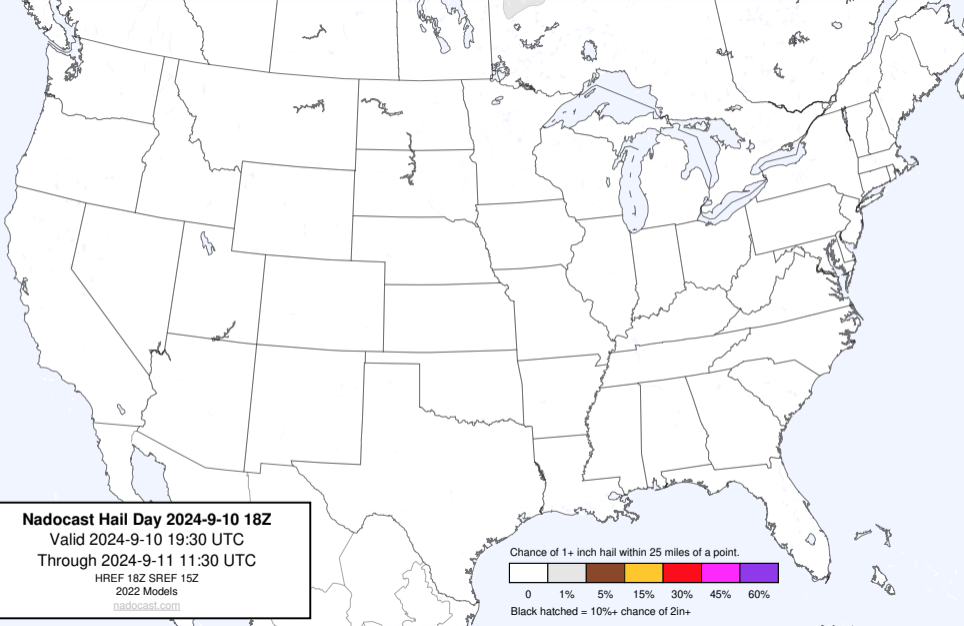 Nadocast Hail Day 2024-9-10 18Z
Valid 2024-9-10 19:30 UTC
Through 2024-9-11 11:30 UTC
HREF 18Z SREF 15Z
2022 Models
nadocast.com
Chance of 1+ inch hail within 25 miles of a point.
0 1% 5% 15% 30% 45% 60%
Black hatched = 10%+ chance of 2in+